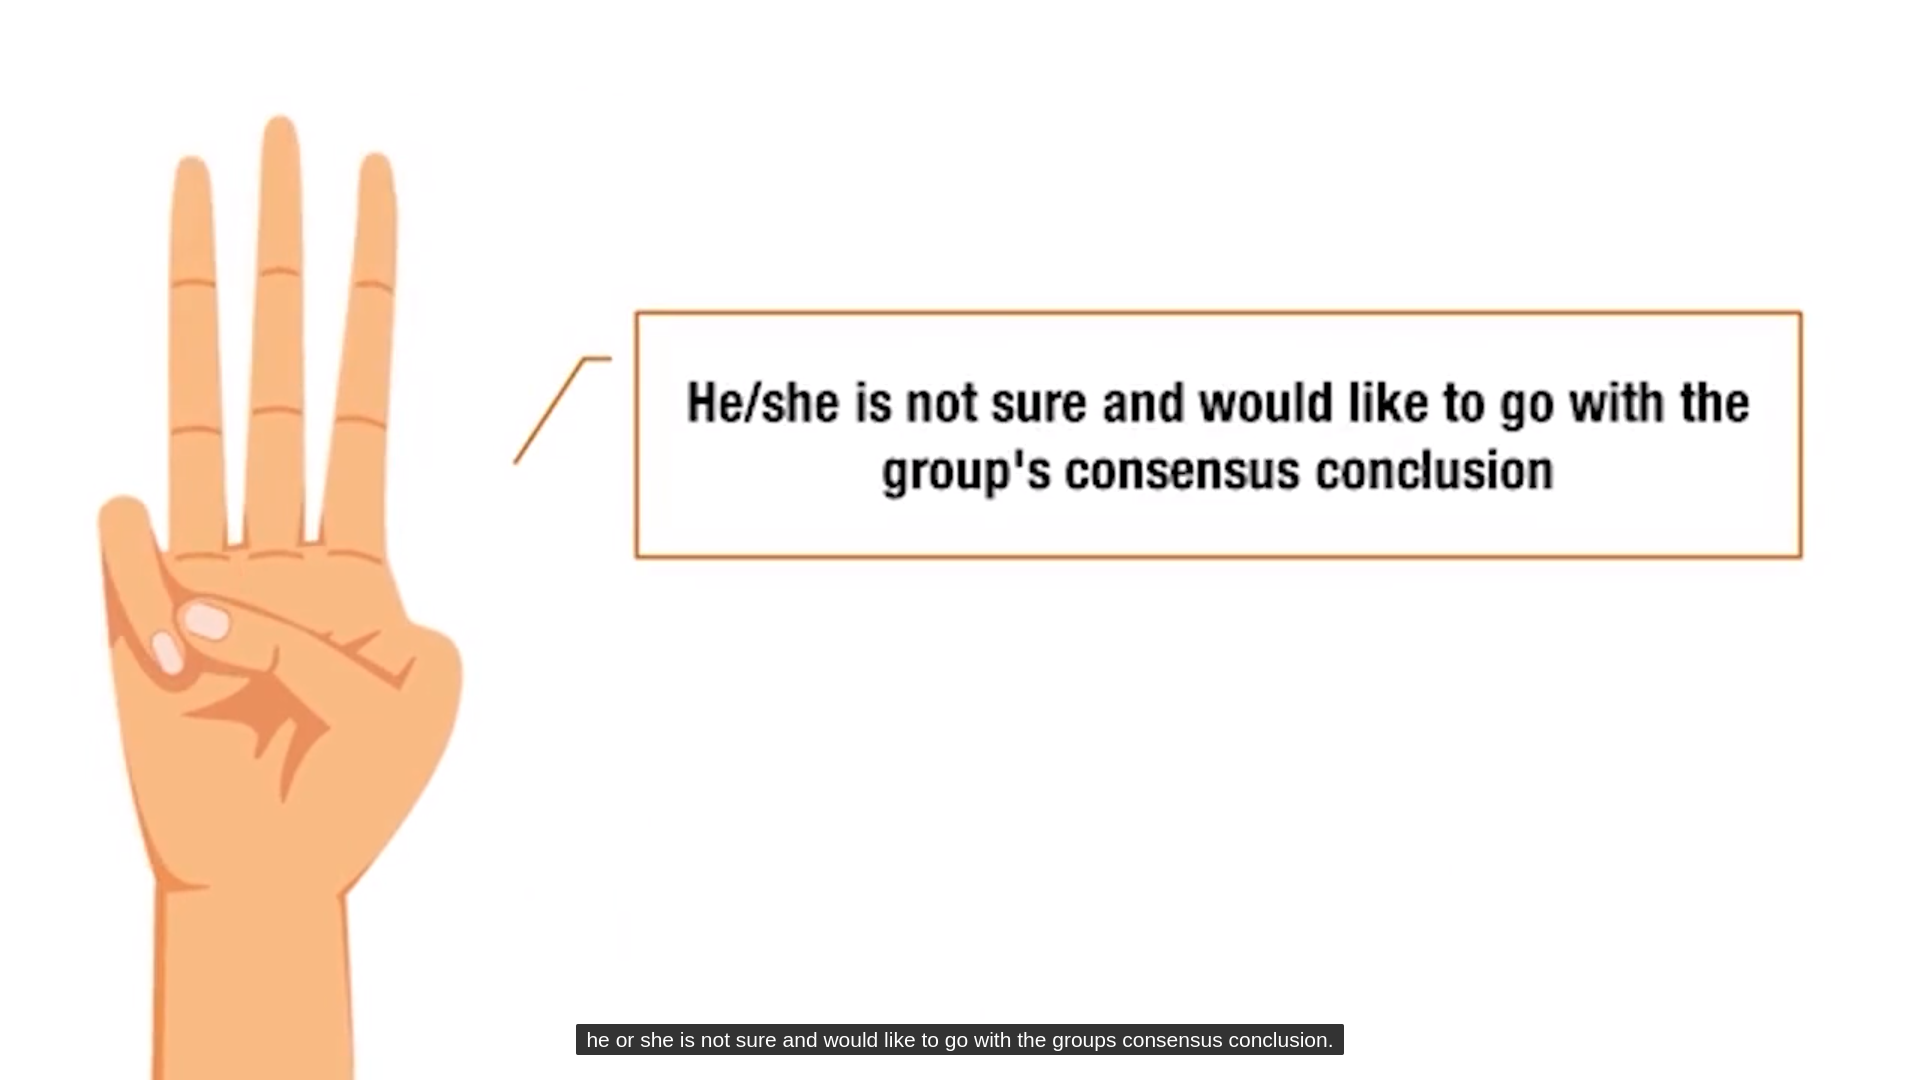 He/she is not sure and would like to go with the
group's consensus conclusion
he or she is not sure and would like to go with the groups consensus conclusion.